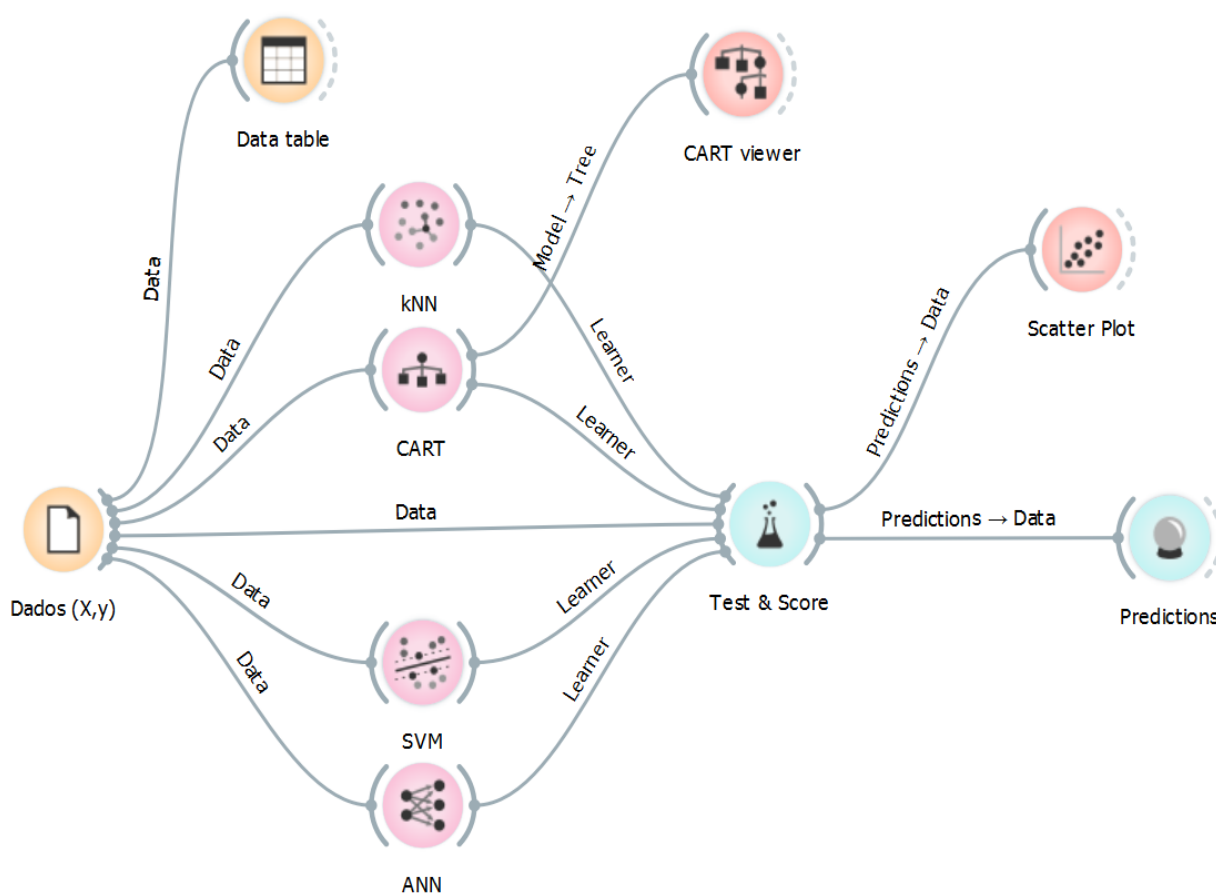 Data table
CART viewer
Data
Model → Tree
kNN
Data
Learner
Scatter Plot
Predictions → Data
Data
CART
Learner
Data
Predictions → Data
Dados (X,y)
Test & Score
Predictions
Data
Learner
Data
Learner
SVM
ANN